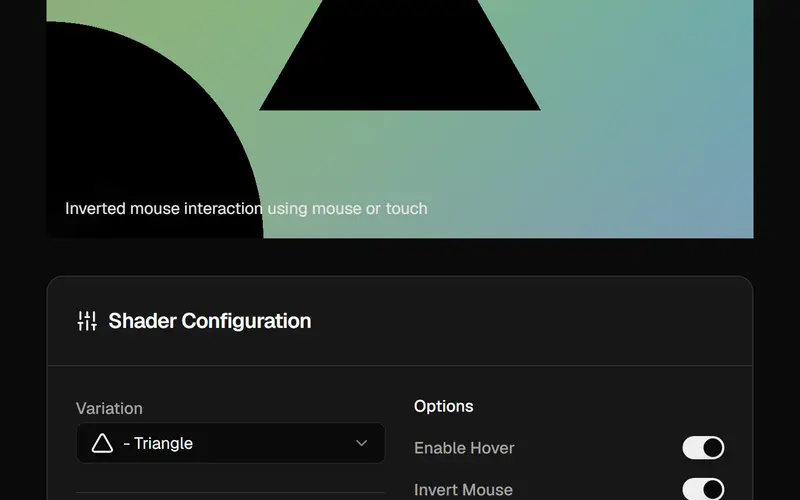 Inverted mouse interaction using mouse or touch
Shader Configuration
Variation
- Triangle
Options
Enable Hover
Invert Mouse